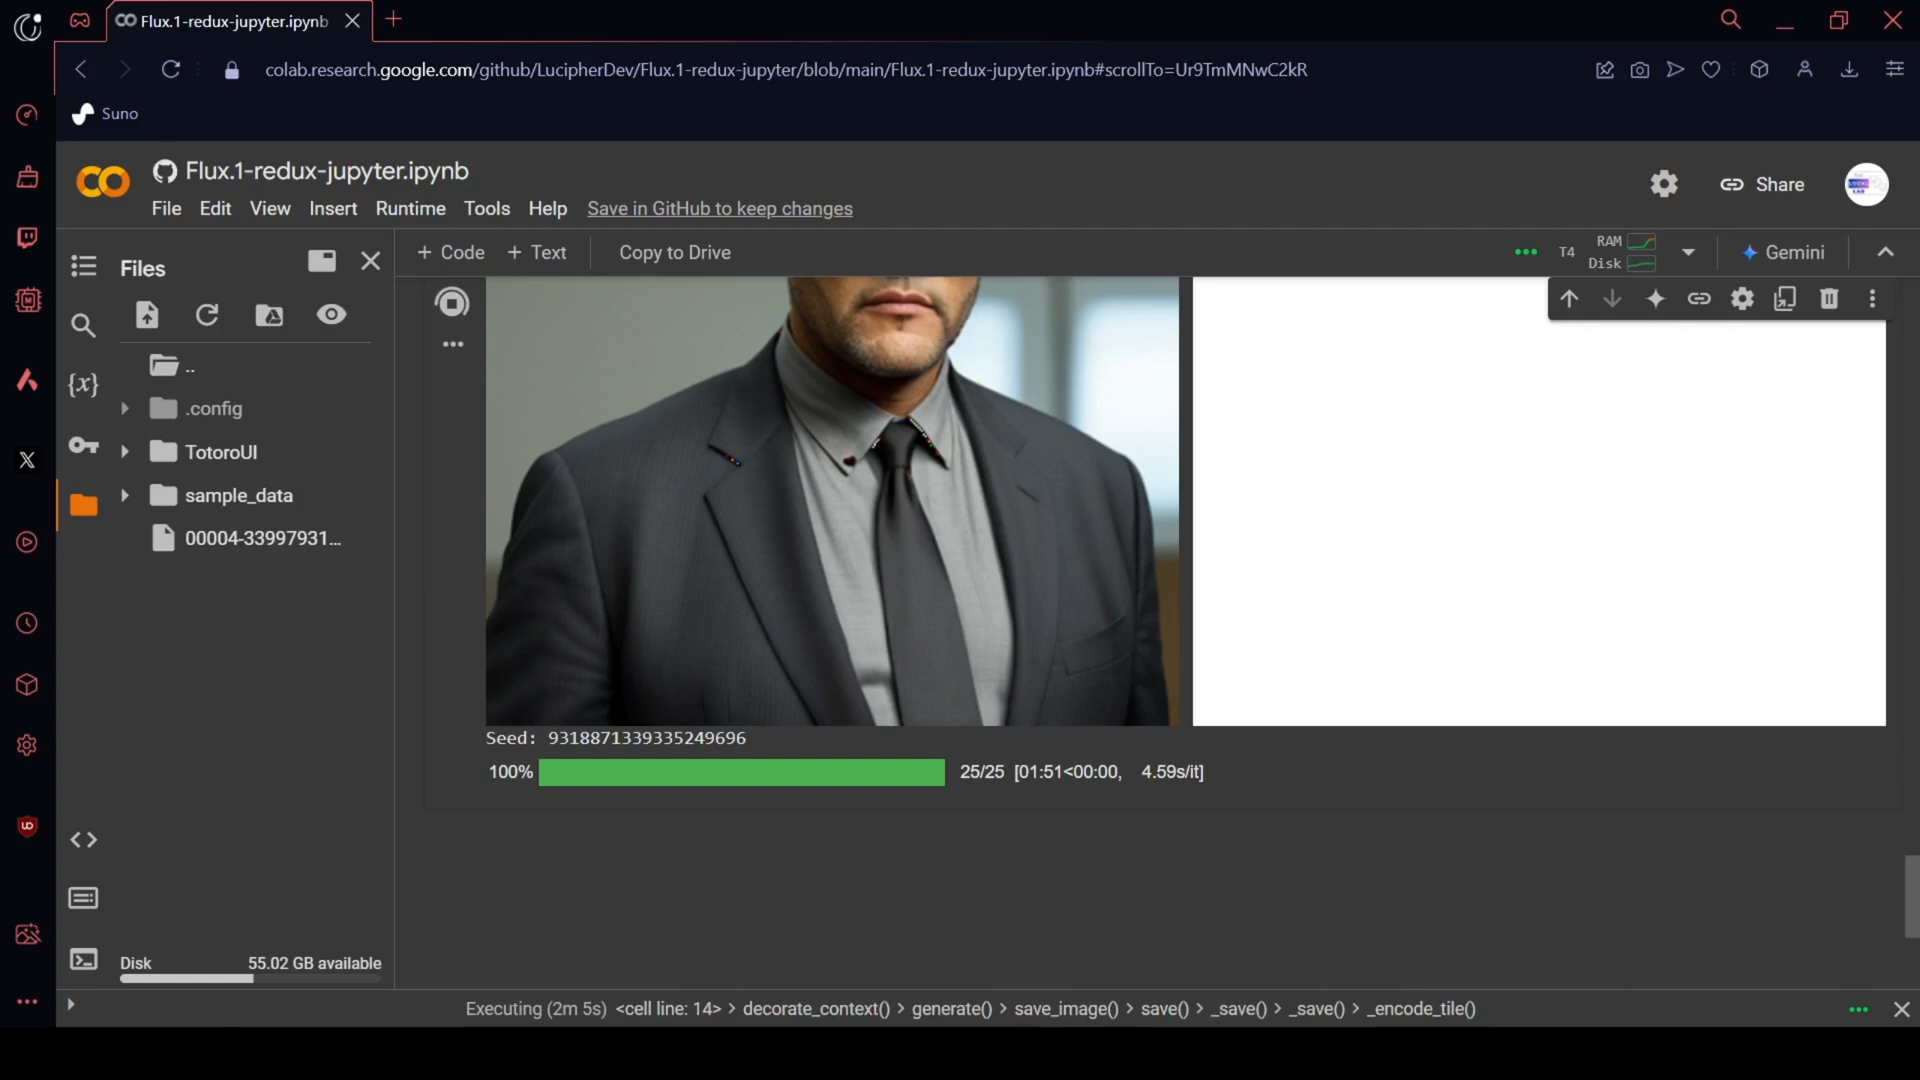 Flux.1-redux-jupyter.ipynb
colab.research.google.com/github/LucipherDev/Flux.1-redux-jupyter/blob/main/Flux.1-redux-jupyter.ipynb#scrollTo=Ur9TmMNwC2kR
Suno
Flux.1-redux-jupyter.ipynb
File Edit View Insert Runtime Tools Help Save in GitHub to keep changes
Share
Files
+ Code + Text Copy to Drive
T4 RAM
Disk
Gemini
..
{x}
.config
TotoroUI
sample_data
00004-33997931...
Seed: 9318871339335249696
100% 25/25 [01:51<00:00, 4.59s/it]
Disk 55.02 GB available
Executing (2m 5s) <cell line: 14> > decorate_context() > generate() > save_image() > save() > _save() > _save() > _encode_tile()